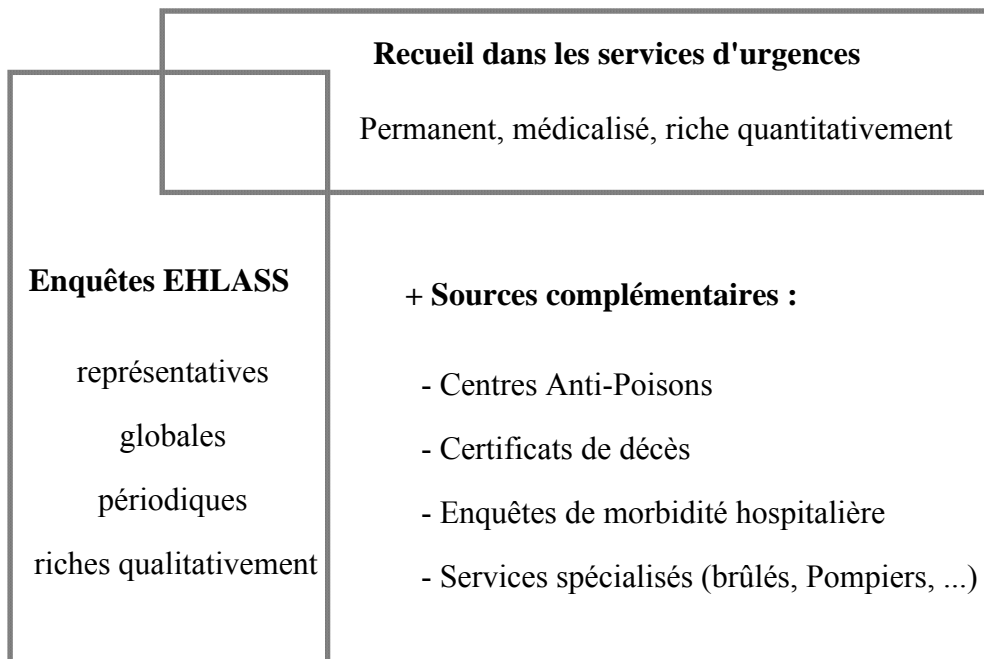 Recueil dans les services d'urgences
Permanent, médicalisé, riche quantitativement
Enquêtes EHLASS
représentatives
globales
périodiques
riches qualitativement
+ Sources complémentaires :
- Centres Anti-Poisons
- Certificats de décès
- Enquêtes de morbidité hospitalière
- Services spécialisés (brûlés, Pompiers, ...)